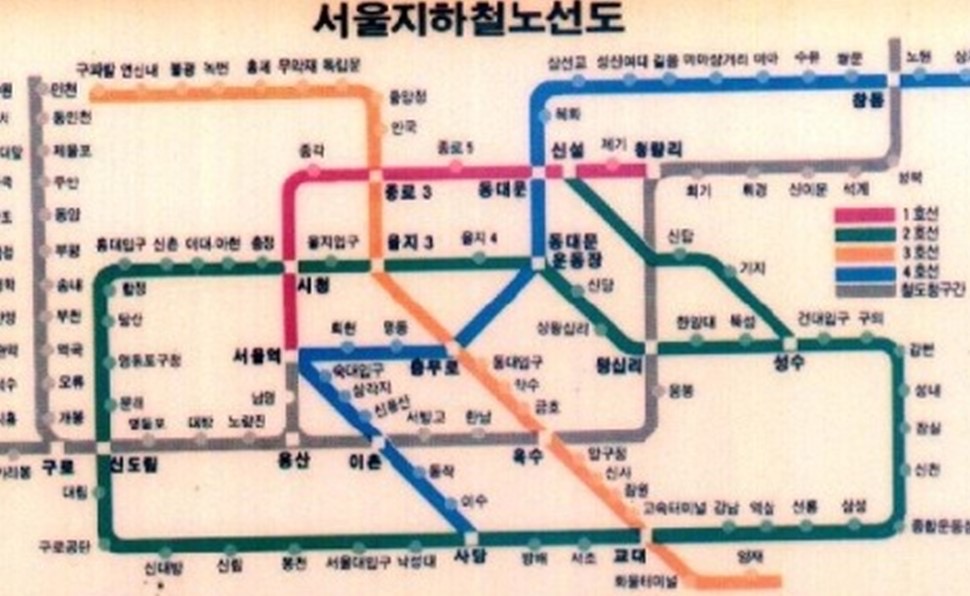 서울지하철노선도
구파발 연신내 불광 녹번 홍제 무악재 독립문
삼선교 성신여대 길음 미아삼거리 미아 수유 쌍문
노원
창동
인천
동인천
제물포
주안
동암
부평
송내
부천
역곡
오류
개봉
구로
중앙청
안국
혜화
종각
종로 5
신설
제기
청량리
종로 3
동대문
회기
휘경
신이문
석계
성북
1 호선
2 호선
3 호선
4 호선
철도청구간
홍대입구 신촌 이대 아현 충정
을지입구
을지 3
을지 4
동대문
운동장
시청
신답
기지
신당
상왕십리
왕십리
한양대
뚝섬
성수
건대입구
구의
강변
합정
당산
영등포구청
문래
서울역
회현
명동
충무로
숙대입구
삼각지
신용산
남영
동대입구
약수
금호
응봉
성내
잠실
신천
영등포
대방
노량진
서빙고
한남
신도림
용산
이촌
옥수
압구정
신사
잠원
가리봉
대림
동작
이수
고속터미널
강남
역삼
선릉
삼성
종합운동
구로공단
신대방
신림
봉천
서울대입구
낙성대
사당
방배
서초
교대
화물터미널
양재